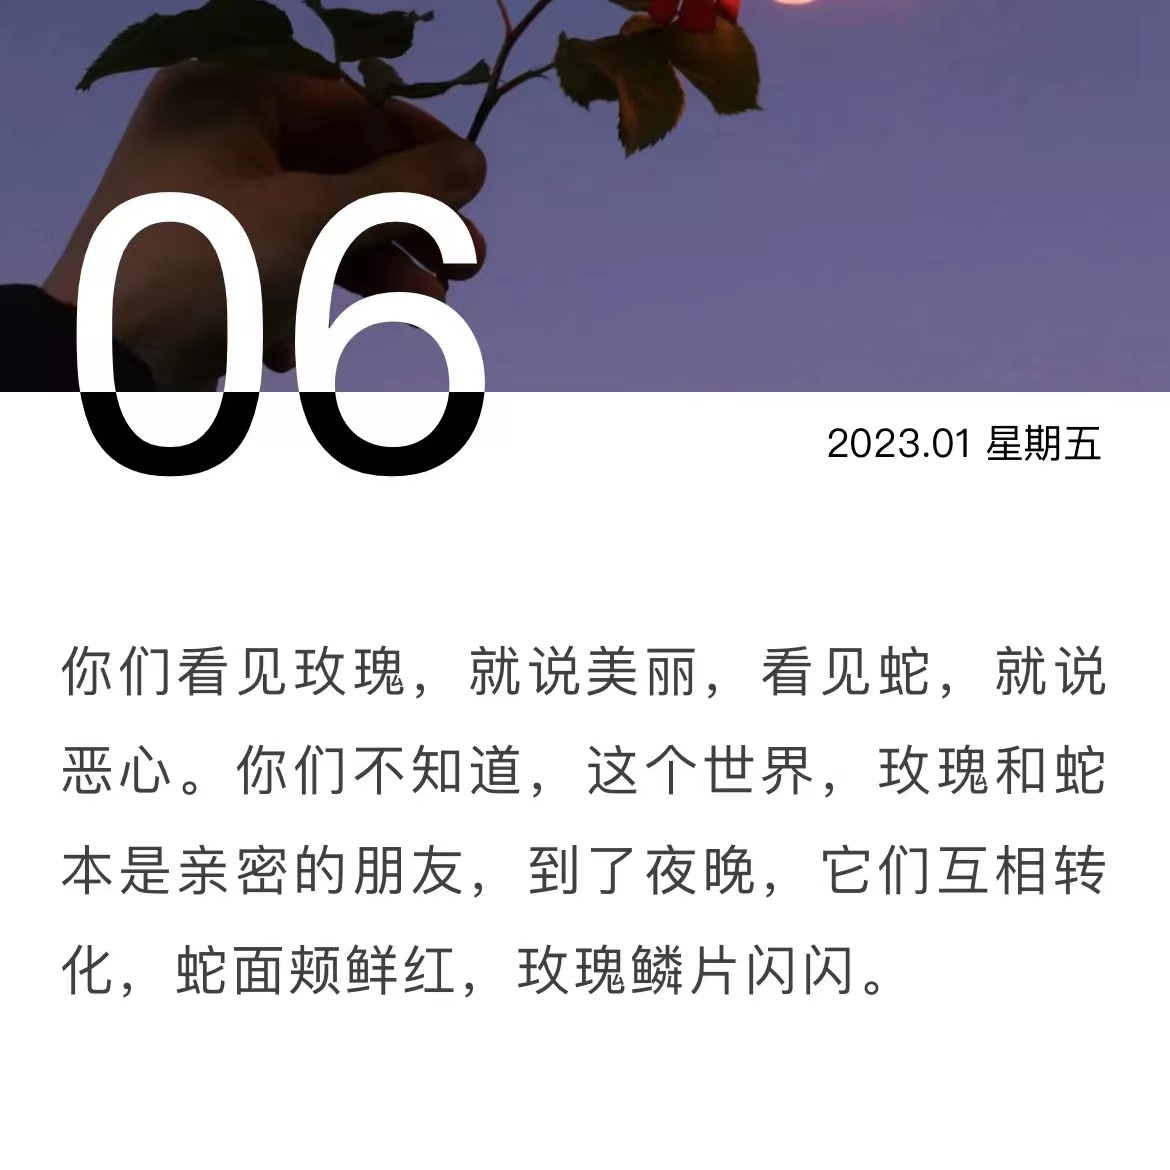 06
2023.01 星期五
你们看见玫瑰，就说美丽，看见蛇，就说
恶心。你们不知道，这个世界，玫瑰和蛇
本是亲密的朋友，到了夜晚，它们互相转
化，蛇面颊鲜红，玫瑰鳞片闪闪。